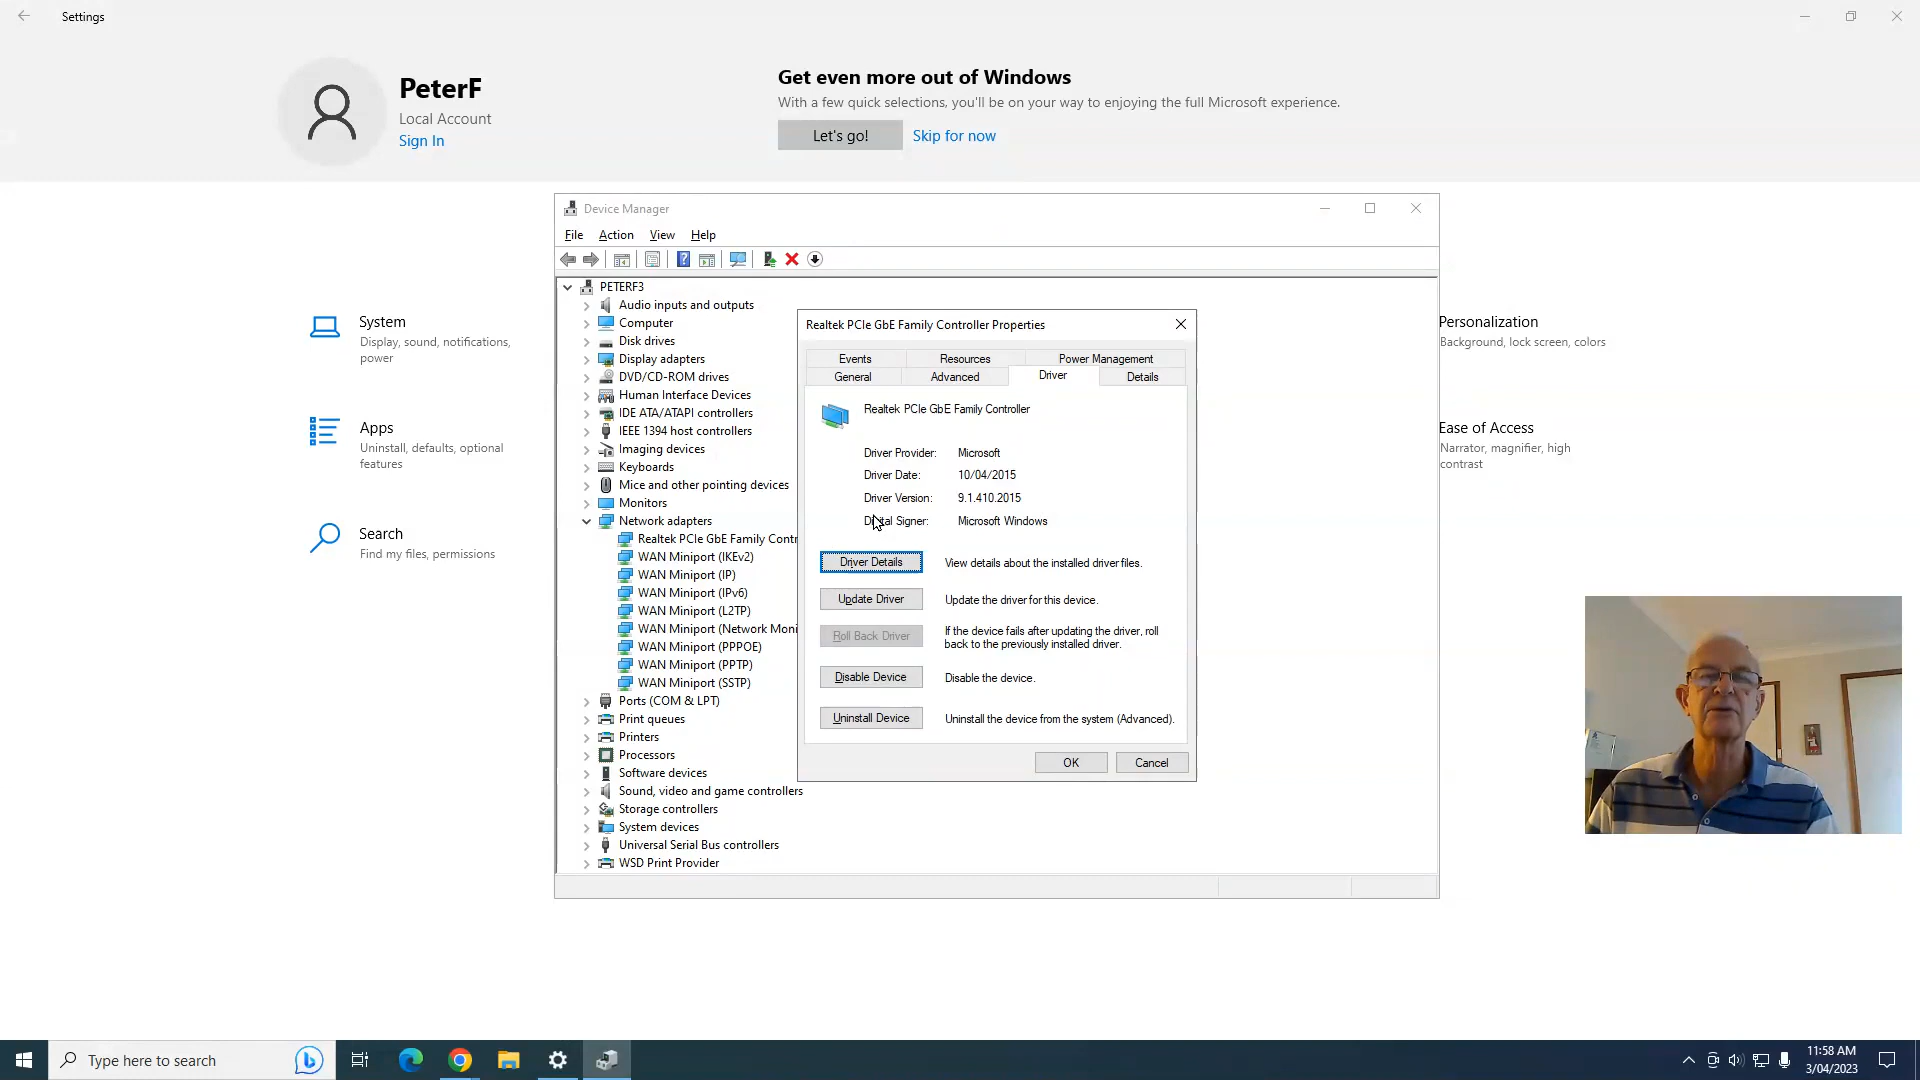 Settings
PeterF
Local Account
Sign In
Get even more out of Windows
With a few quick selections, you'll be on your way to enjoying the full Microsoft experience.
Let's go!
Skip for now
System
Display, sound, notifications,
power
Apps
Uninstall, defaults, optional
features
Search
Find my files, permissions
Personalization
Background, lock screen, colors
Ease of Access
Narrator, magnifier, high
contrast
Device Manager
File Action View Help
PETERF3
Audio inputs and outputs
Computer
Disk drives
Display adapters
DVD/CD-ROM drives
Human Interface Devices
IDE ATA/ATAPI controllers
IEEE 1394 host controllers
Imaging devices
Keyboards
Mice and other pointing devices
Monitors
Network adapters
Realtek PCIe GbE Family Contr
WAN Miniport (IKEv2)
WAN Miniport (IP)
WAN Miniport (IPv6)
WAN Miniport (L2TP)
WAN Miniport (Network Moni
WAN Miniport (PPPOE)
WAN Miniport (PPTP)
WAN Miniport (SSTP)
Ports (COM & LPT)
Print queues
Printers
Processors
Software devices
Sound, video and game controllers
Storage controllers
System devices
Universal Serial Bus controllers
WSD Print Provider
Realtek PCIe GbE Family Controller Properties
Events Resources Power Management
General Advanced Driver Details
Realtek PCIe GbE Family Controller
Driver Provider: Microsoft
Driver Date: 10/04/2015
Driver Version: 9.1.410.2015
Digital Signer: Microsoft Windows
Driver Details View details about the installed driver files.
Update Driver Update the driver for this device.
Roll Back Driver If the device fails after updating the driver, roll
back to the previously installed driver.
Disable Device Disable the device.
Uninstall Device Uninstall the device from the system (Advanced).
OK Cancel
Type here to search
11:58 AM
3/04/2023